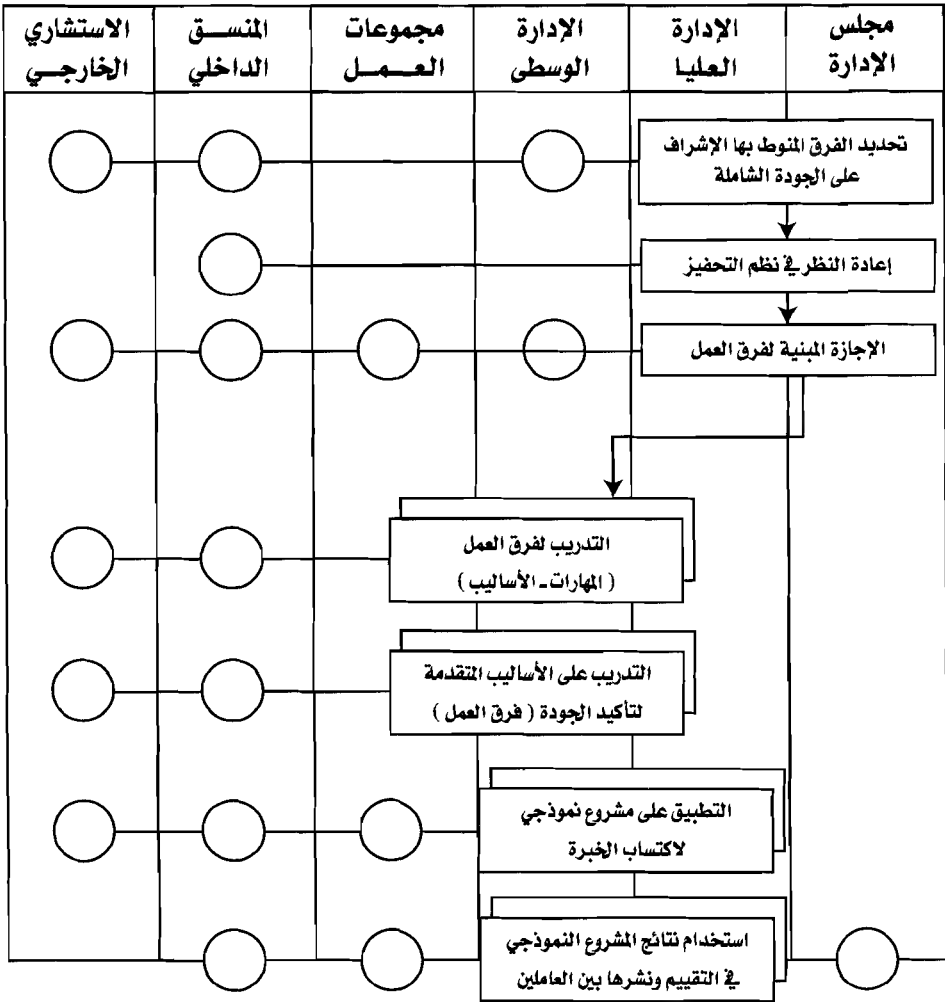 مجلس الإدارة
الإدارة العليا
الإدارة الوسطى
مجموعات العمل
المنسق الداخلي
الاستشاري الخارجي
تحديد الفرق المنوط بها الإشراف
على الجودة الشاملة
إعادة النظر في نظم التحفيز
الإجازة المبنية لفرق العمل
التدريب لفرق العمل
( المهارات ـ الأساليب )
التدريب على الأساليب المتقدمة
لتأكيد الجودة ( فرق العمل )
التطبيق على مشروع نموذجي
لاكتساب الخبرة
استخدام نتائج المشروع النموذجي
في التقييم ونشرها بين العاملين